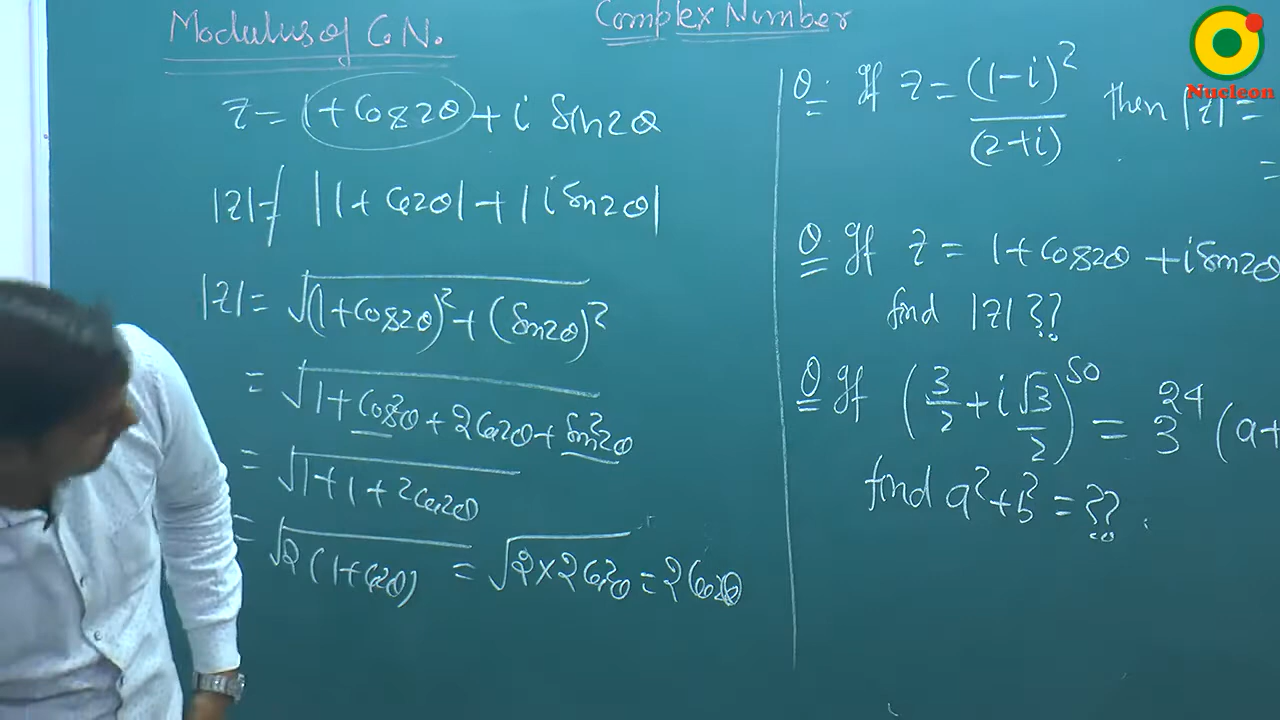 Modulus of C.N.
Complex Number
Nucleon
z = 1+Cos2θ + i Sin2θ
|z| ≠ |1+Cos2θ| + |i Sin2θ|
|z| = √(1+Cos2θ)² + (Sin2θ)²
= √1+Cos²2θ + 2Cos2θ + Sin²2θ
= √1+1+2Cos2θ
= √2(1+Cos2θ) = √2×2Cos²θ = 2Cosθ
Q. If z = (1-i)²/(2+i) then |z| =
=
Q. If z = 1+Cos2θ + i Sin2θ
find |z| ??
Q If (3/2 + i √3/2)⁵⁰ = 3²⁴ (a+
find a²+b² = ??